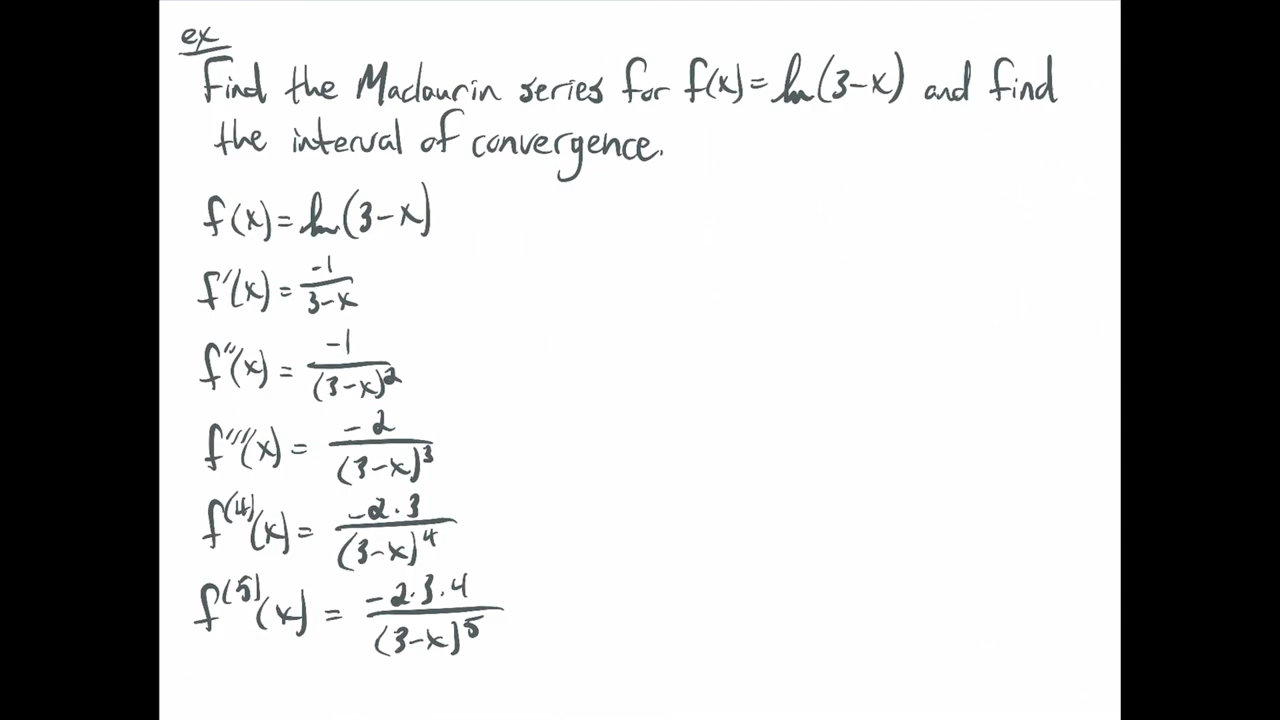 ex
Find the Maclaurin series for f(x) = ln(3-x) and find
the interval of convergence.
f(x) = ln(3-x)
f'(x) = -1/(3-x)
f''(x) = -1/(3-x)^2
f'''(x) = -2/(3-x)^3
f^(4)(x) = -2·3/(3-x)^4
f^(5)(x) = -2·3·4/(3-x)^5